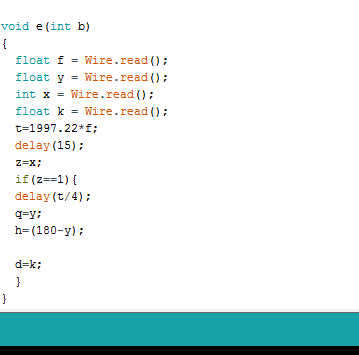 void e(int b)
{
float f = Wire.read();
float y = Wire.read();
int x = Wire.read();
float k = Wire.read();
t=1997.22*f;
delay(15);
z=x;
if(z==1){
delay(t/4);
q=y;
h=(180-y);
d=k;
}
}